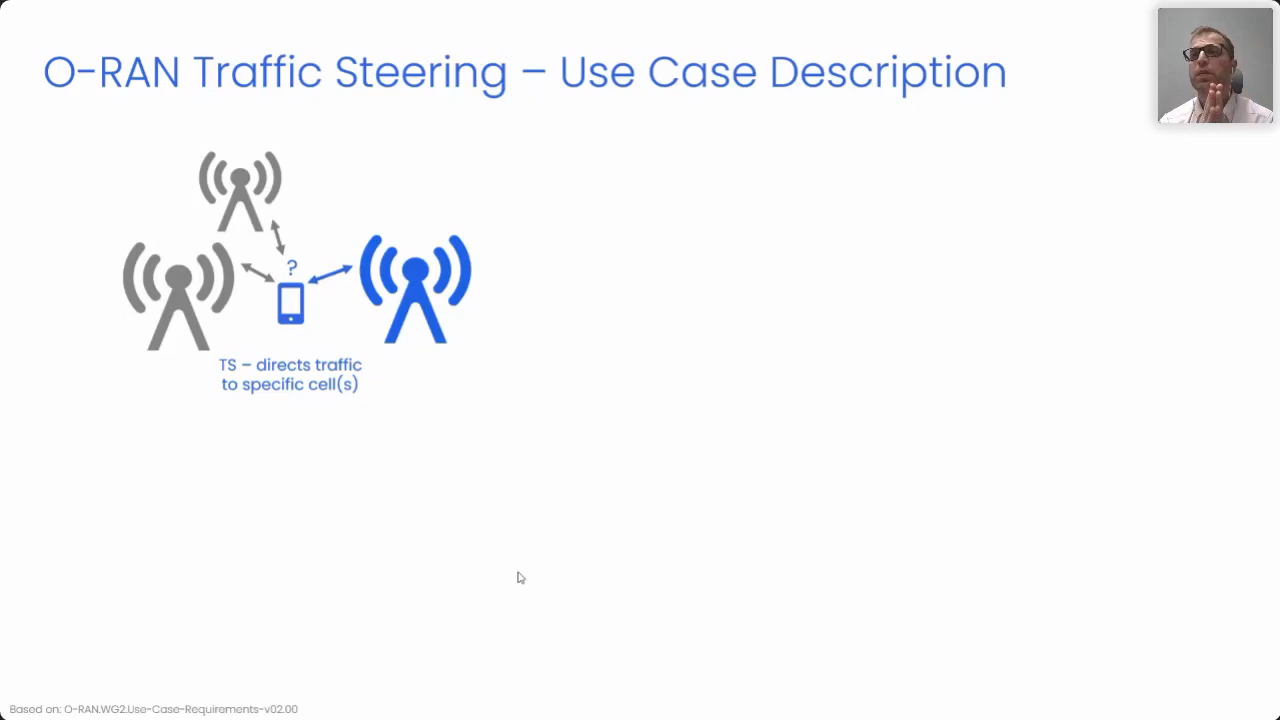 O-RAN Traffic Steering – Use Case Description
?
TS – directs traffic
to specific cell(s)
Based on: O-RAN.WG2.Use-Case-Requirements-v02.00